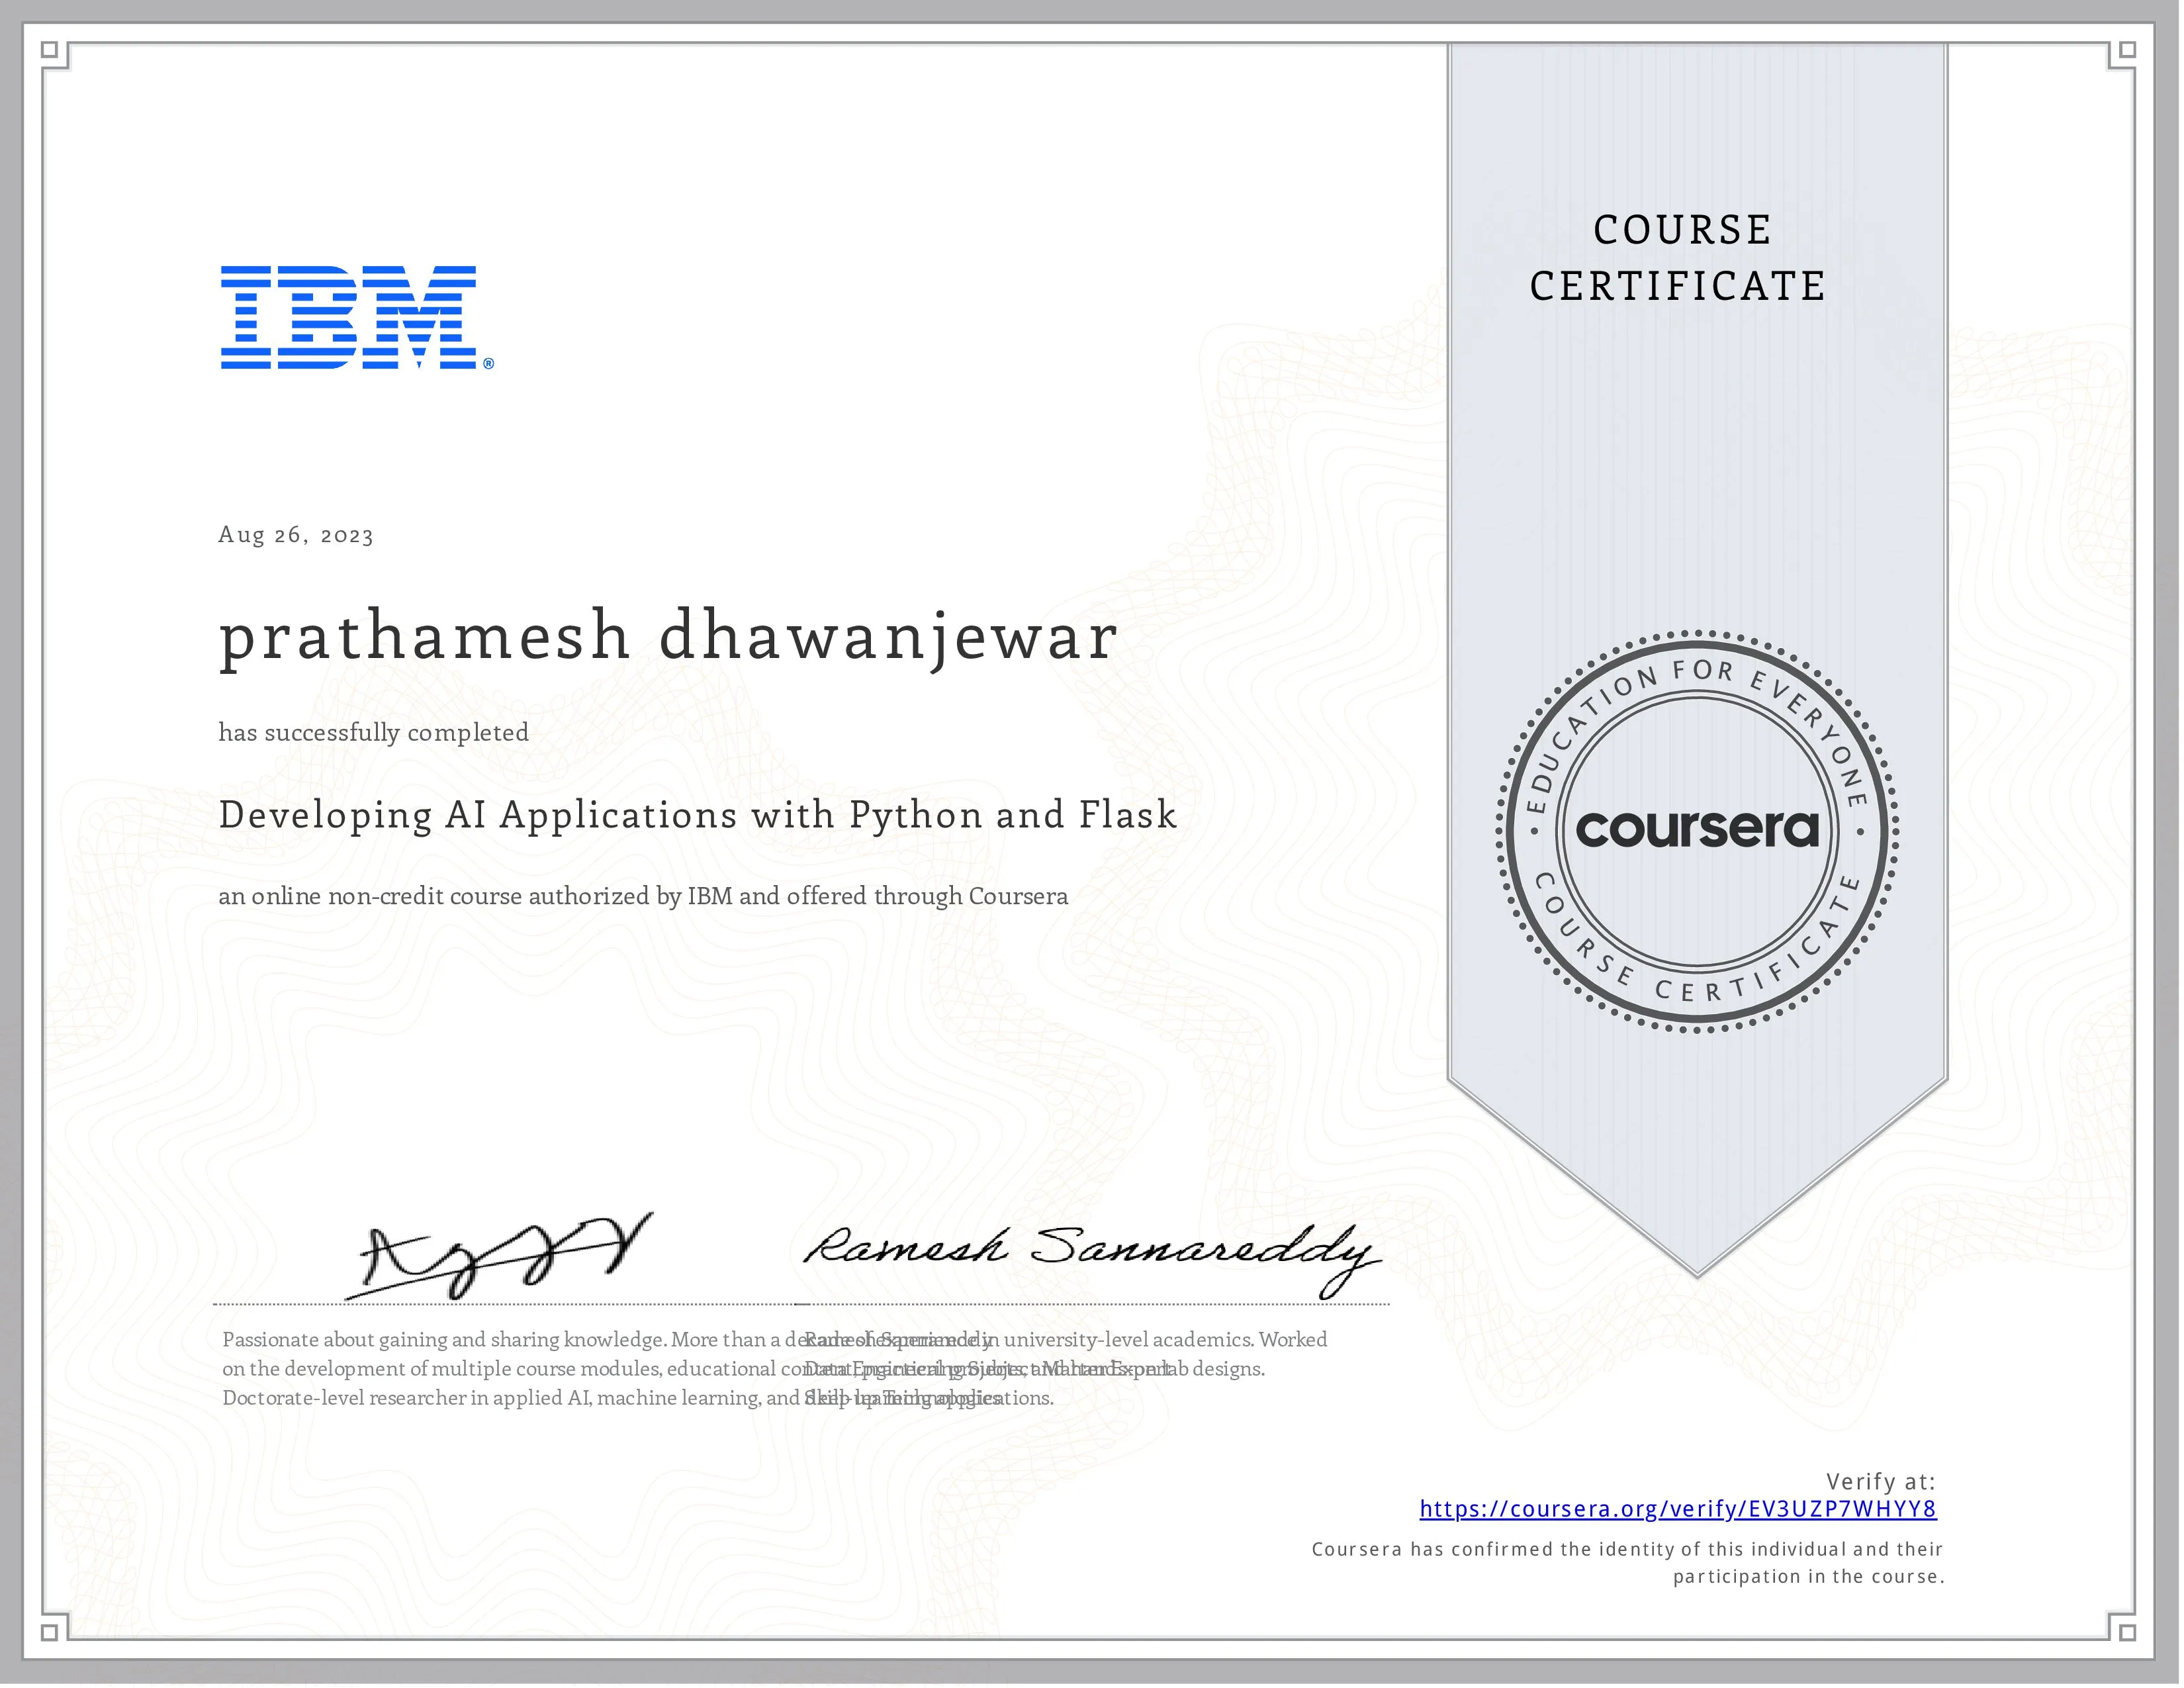 COURSE
CERTIFICATE
IBM®
Aug 26, 2023
prathamesh dhawanjewar
has successfully completed
Developing AI Applications with Python and Flask
an online non-credit course authorized by IBM and offered through Coursera
EDUCATION FOR EVERYONE
coursera
COURSE CERTIFICATE
Ramesh Sannareddy
Passionate about gaining and sharing knowledge. More than a decade of experience in university-level academics. Worked
on the development of multiple course modules, educational content, practical projects, and hands-on lab designs.
Doctorate-level researcher in applied AI, machine learning, and deep-learning applications.
Ramesh Sannareddy
Data Engineering Subject Matter Expert
Skill-up Technologies
Verify at:
https://coursera.org/verify/EV3UZP7WHYY8
Coursera has confirmed the identity of this individual and their
participation in the course.